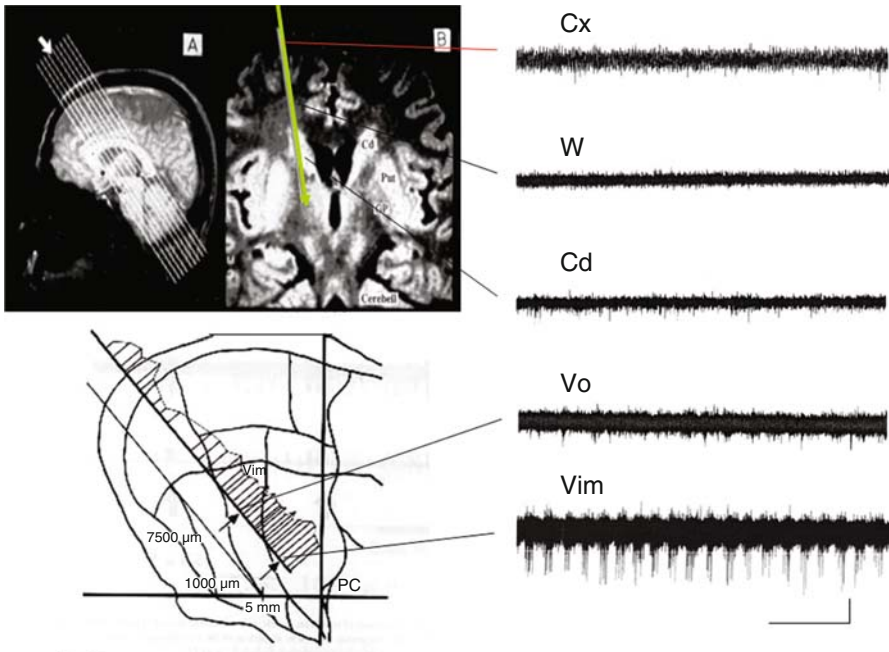 A
B
Cd
Put
GP
Cerebell
Cx
W
Cd
Vo
Vim
Vim
7500 µm
1000 µm
5 mm
PC